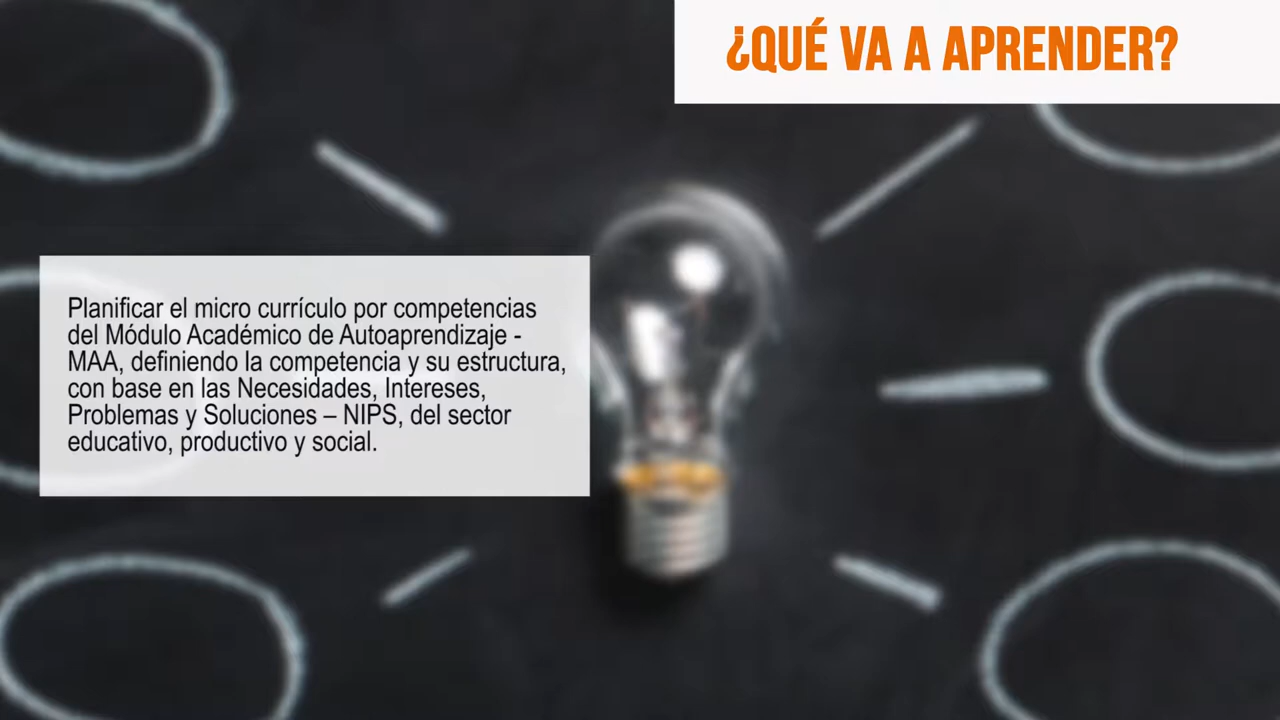 ¿QUÉ VA A APRENDER?
Planificar el micro currículo por competencias
del Módulo Académico de Autoaprendizaje -
MAA, definiendo la competencia y su estructura,
con base en las Necesidades, Intereses,
Problemas y Soluciones – NIPS, del sector
educativo, productivo y social.